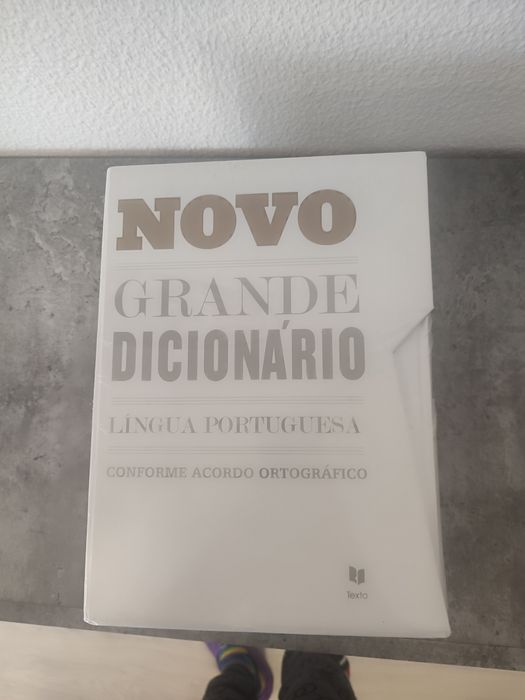 NOVO
GRANDE
DICIONÁRIO
LÍNGUA PORTUGUESA
CONFORME ACORDO ORTOGRÁFICO
Texto